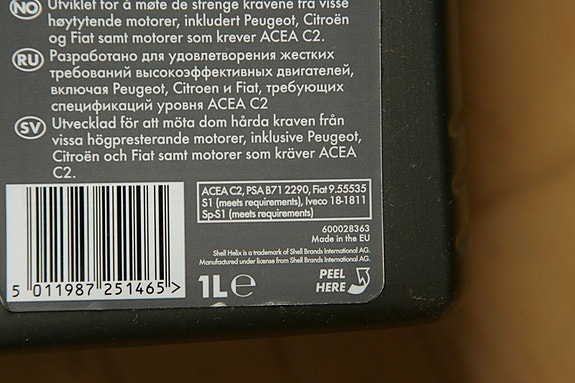 NO Utviklet for å møte de strenge kravene fra visse
høytytende motorer, inkludert Peugeot, Citroën
og Fiat samt motorer som krever ACEA C2.
RU Разработано для удовлетворения жестких
требований высокоэффективных двигателей,
включая Peugeot, Citroen и Fiat, требующих
спецификаций уровня ACEA C2
SV Utvecklad för att möta dom hårda kraven från
vissa högpresterande motorer, inklusive Peugeot,
Citroën och Fiat samt motorer som kräver ACEA
C2.
ACEA C2, PSA B71 2290, Fiat 9.55535
S1 (meets requirements), Iveco 18-1811
Sp-S1 (meets requirements)
600028363
Made in the EU
Shell Helix is a trademark of Shell Brands International AG.
Manufactured under license from Shell Brands International AG.
5 011987 251465 >
1L e
PEEL
HERE